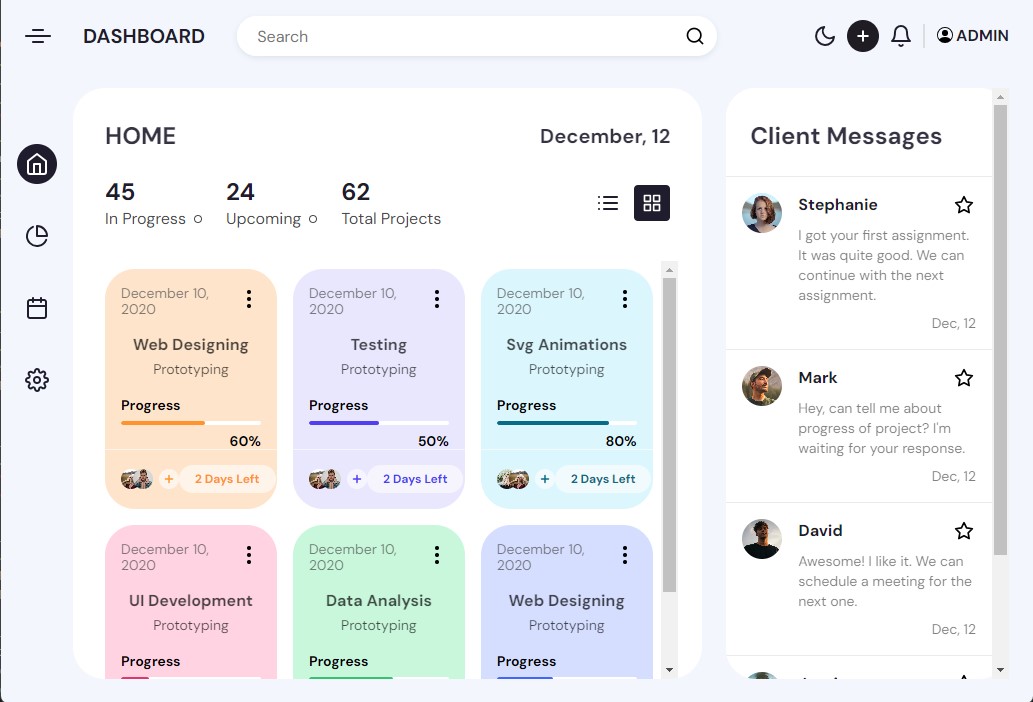 DASHBOARD
Search
ADMIN
HOME
December, 12
45
In Progress
24
Upcoming
62
Total Projects
December 10,
2020
Web Designing
Prototyping
Progress
60%
+
2 Days Left
December 10,
2020
Testing
Prototyping
Progress
50%
+
2 Days Left
December 10,
2020
Svg Animations
Prototyping
Progress
80%
+
2 Days Left
December 10,
2020
UI Development
Prototyping
Progress
December 10,
2020
Data Analysis
Prototyping
Progress
December 10,
2020
Web Designing
Prototyping
Progress
Client Messages
Stephanie
I got your first assignment.
It was quite good. We can
continue with the next
assignment.
Dec, 12
Mark
Hey, can tell me about
progress of project? I'm
waiting for your response.
Dec, 12
David
Awesome! I like it. We can
schedule a meeting for the
next one.
Dec, 12